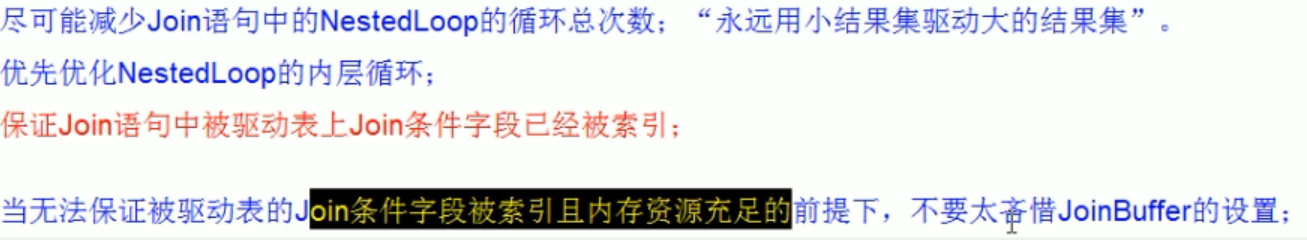 尽可能减少Join语句中的NestedLoop的循环总次数；“永远用小结果集驱动大的结果集”。
优先优化NestedLoop的内层循环；
保证Join语句中被驱动表上Join条件字段已经被索引；
当无法保证被驱动表的Join条件字段被索引且内存资源充足的前提下，不要太吝惜JoinBuffer的设置；